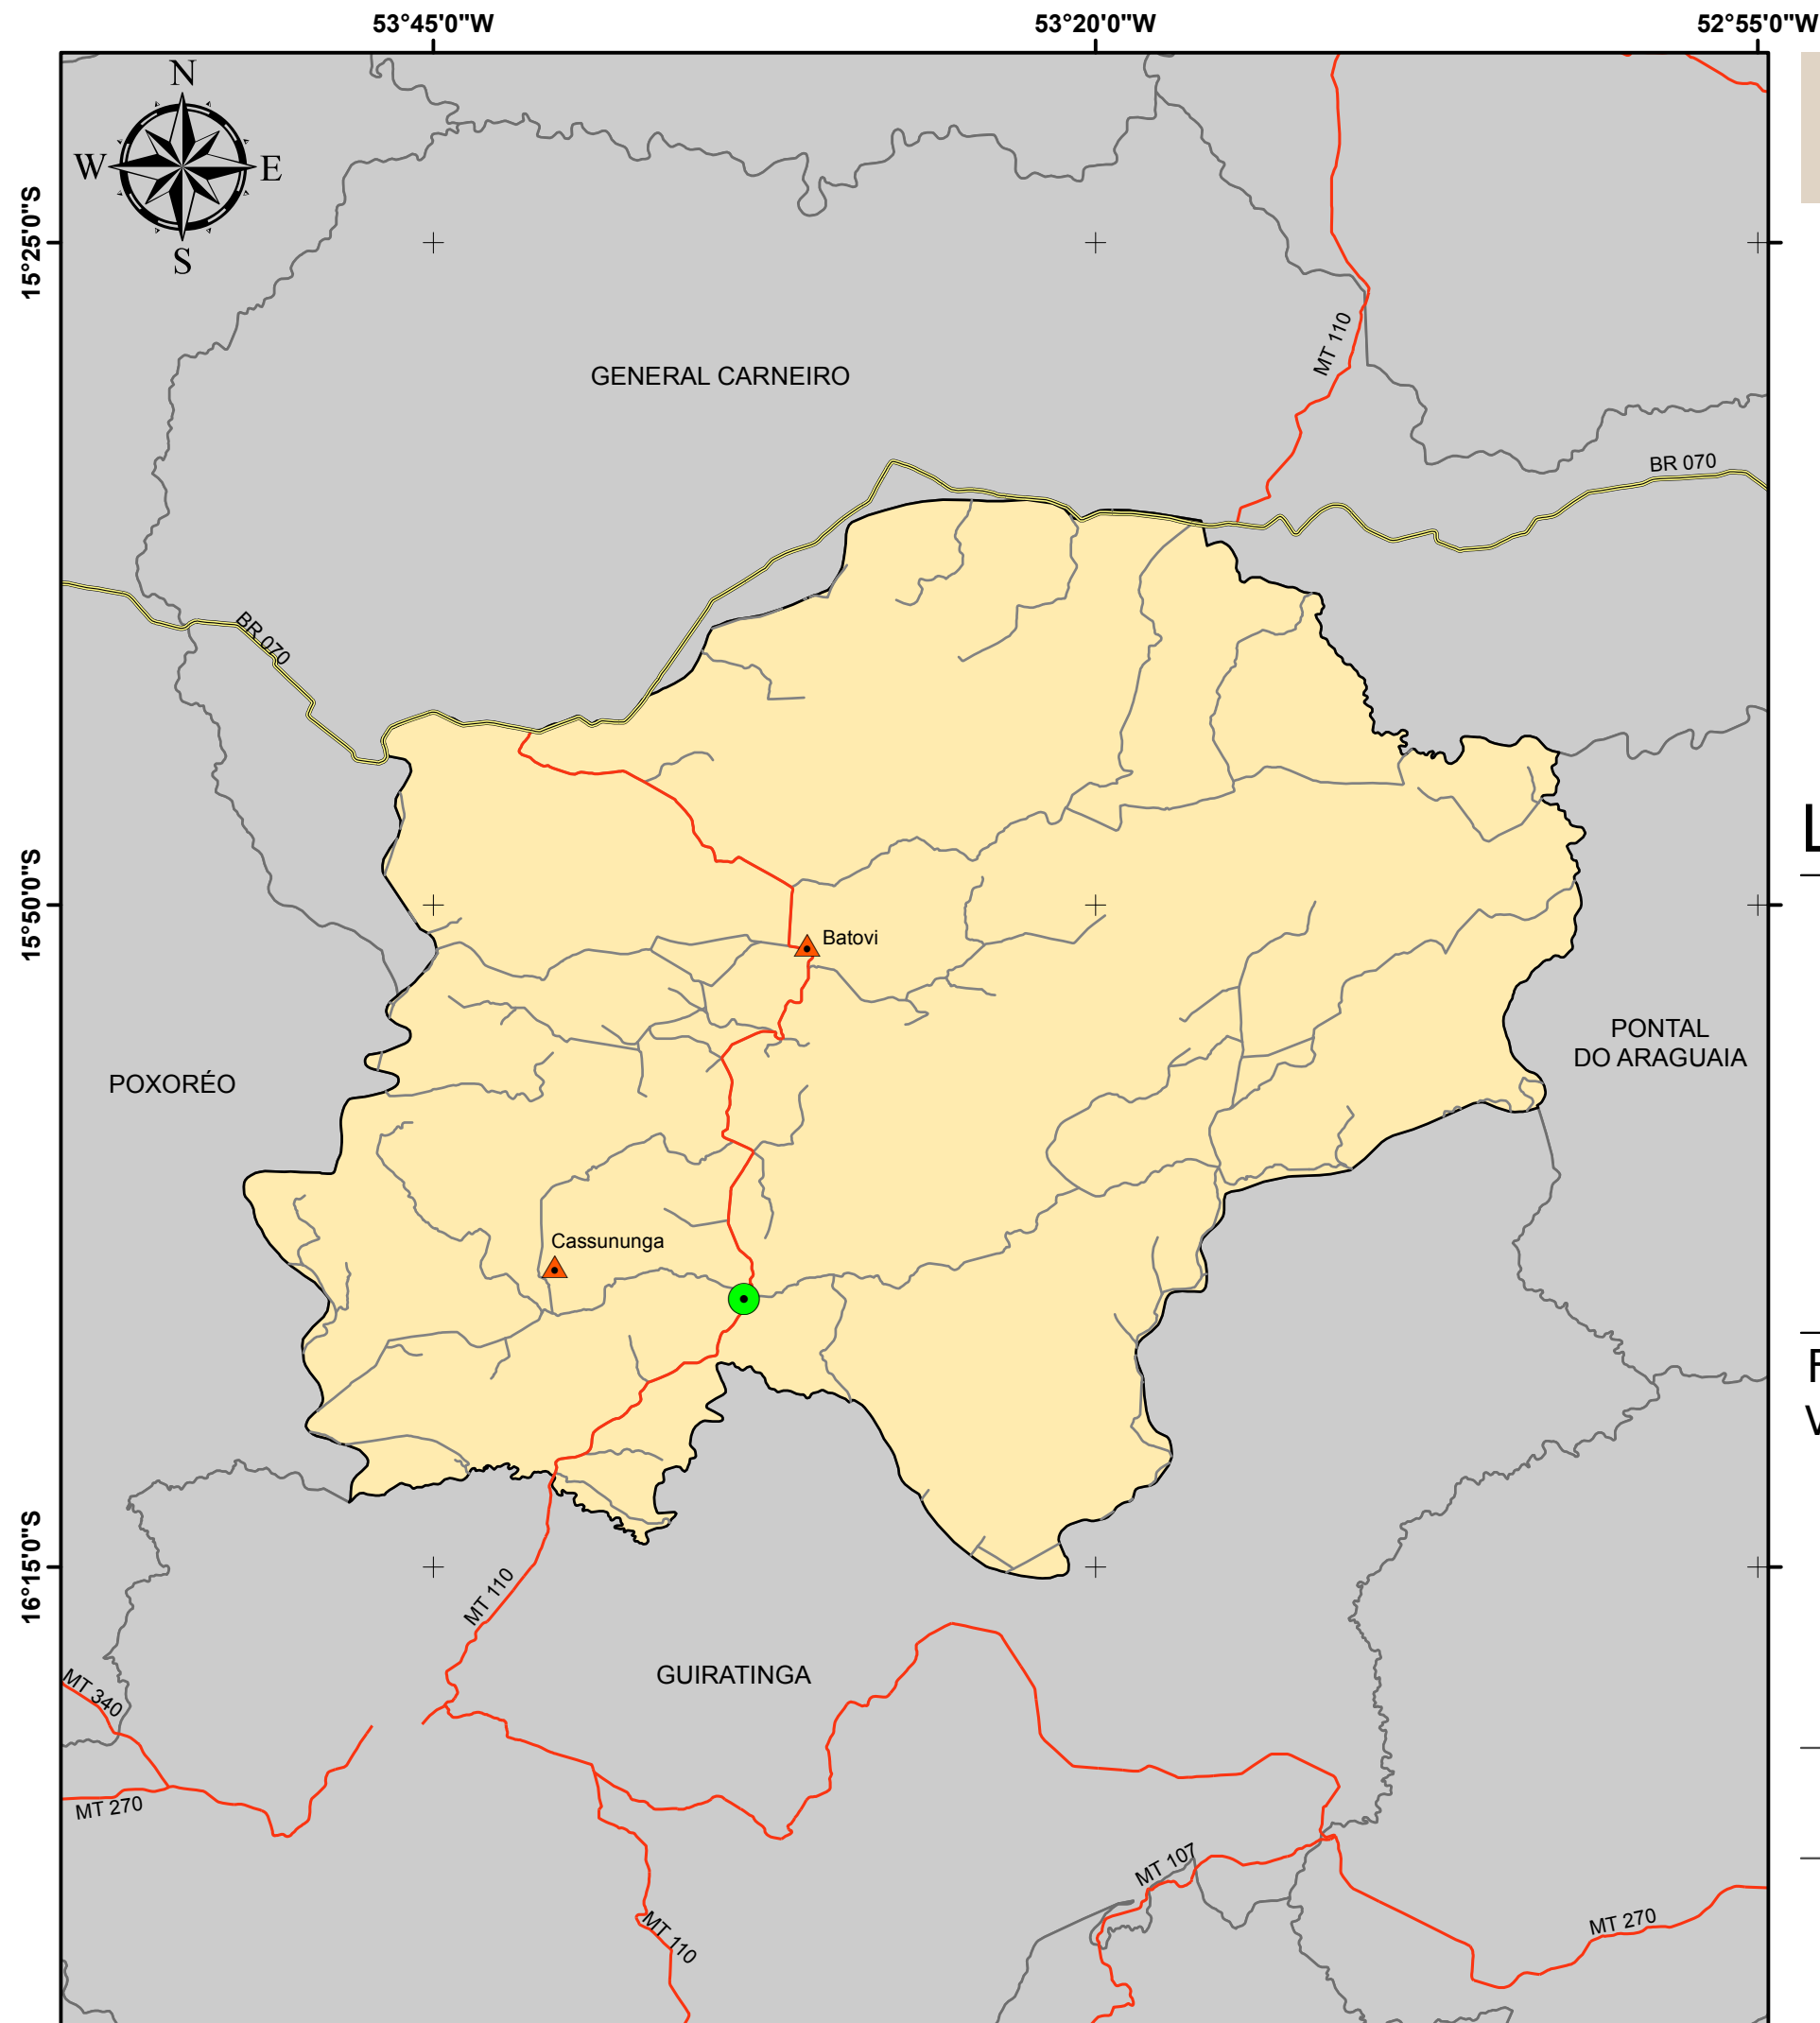 53°45'0"W
53°20'0"W
52°55'0"W
N
W
E
S
15°25'0"S
MT 110
GENERAL CARNEIRO
BR 070
BR 070
L
15°50'0"S
Batovi
PONTAL
DO ARAGUAIA
POXORÉO
Cassununga
F
V
16°15'0"S
MT 110
GUIRATINGA
MT 340
MT 270
MT 107
MT 110
MT 270